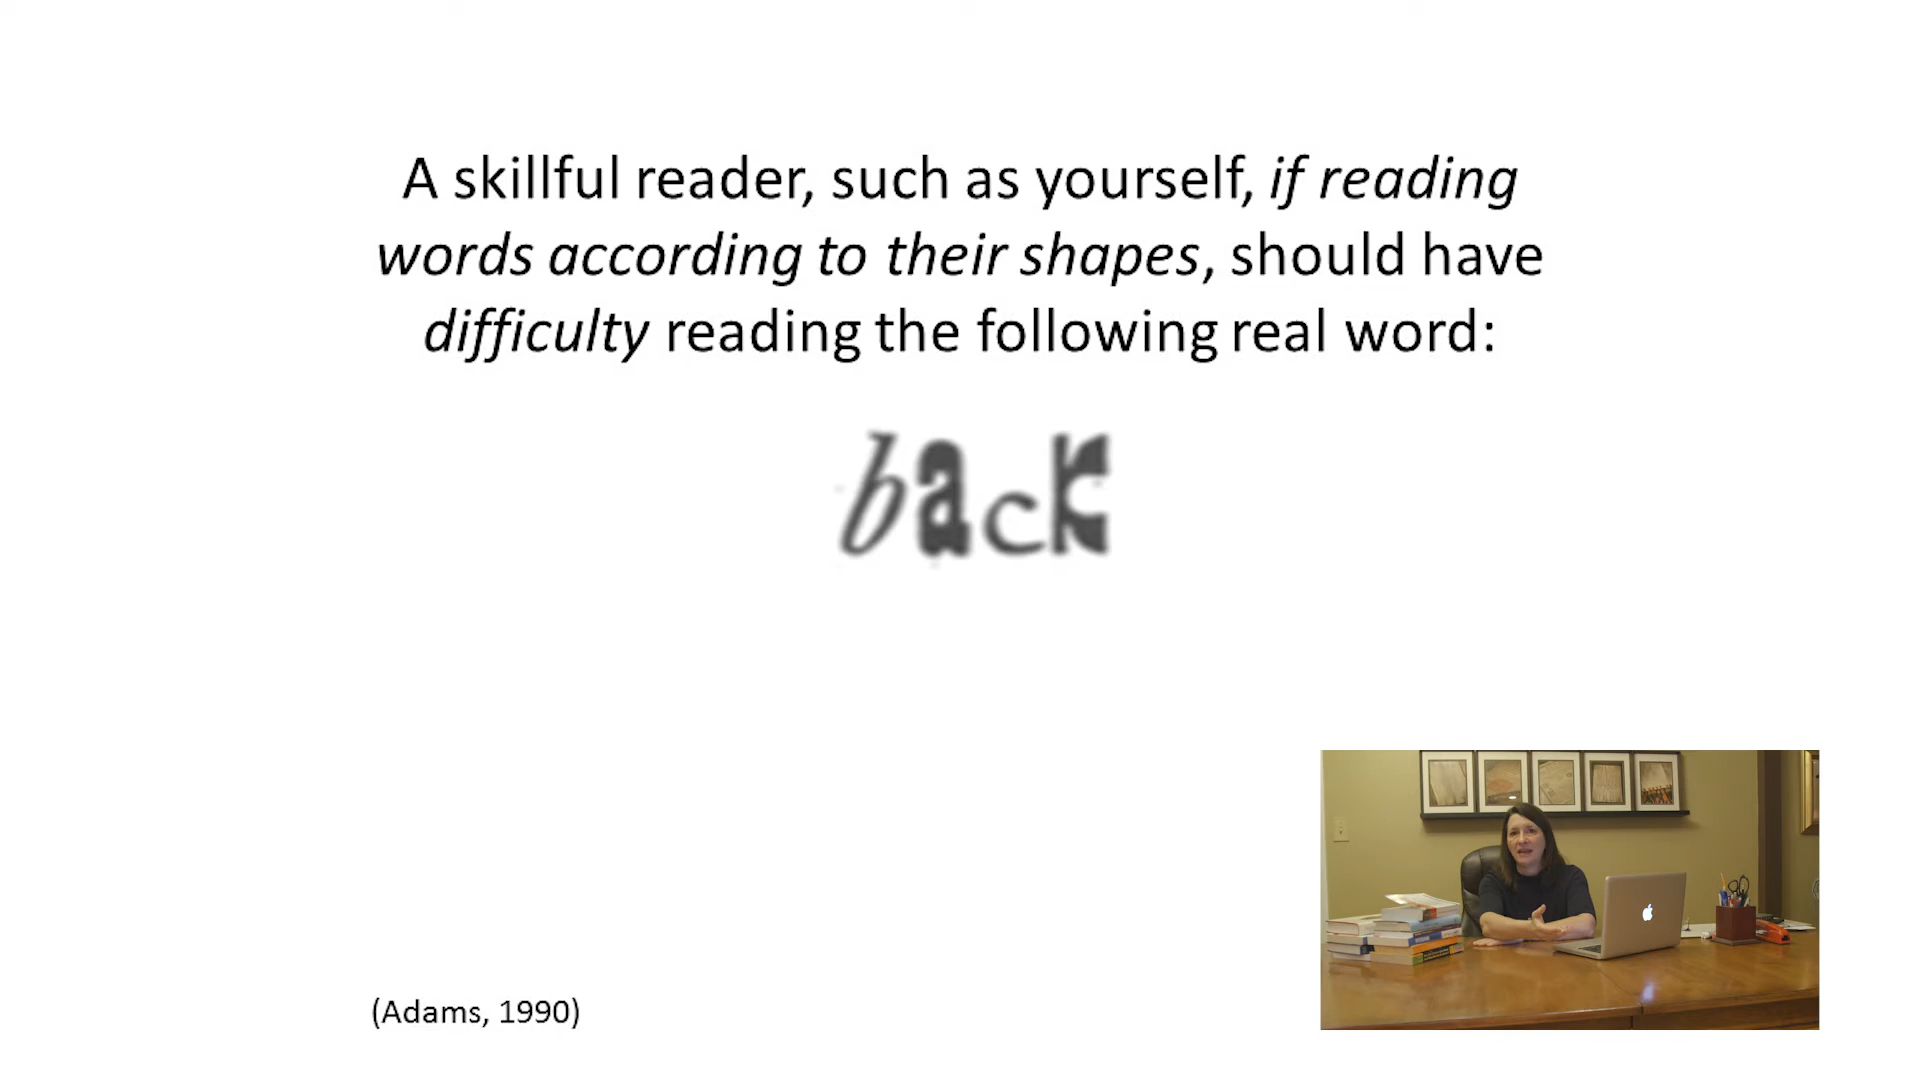 A skillful reader, such as yourself, if reading
words according to their shapes, should have
difficulty reading the following real word:
back
(Adams, 1990)